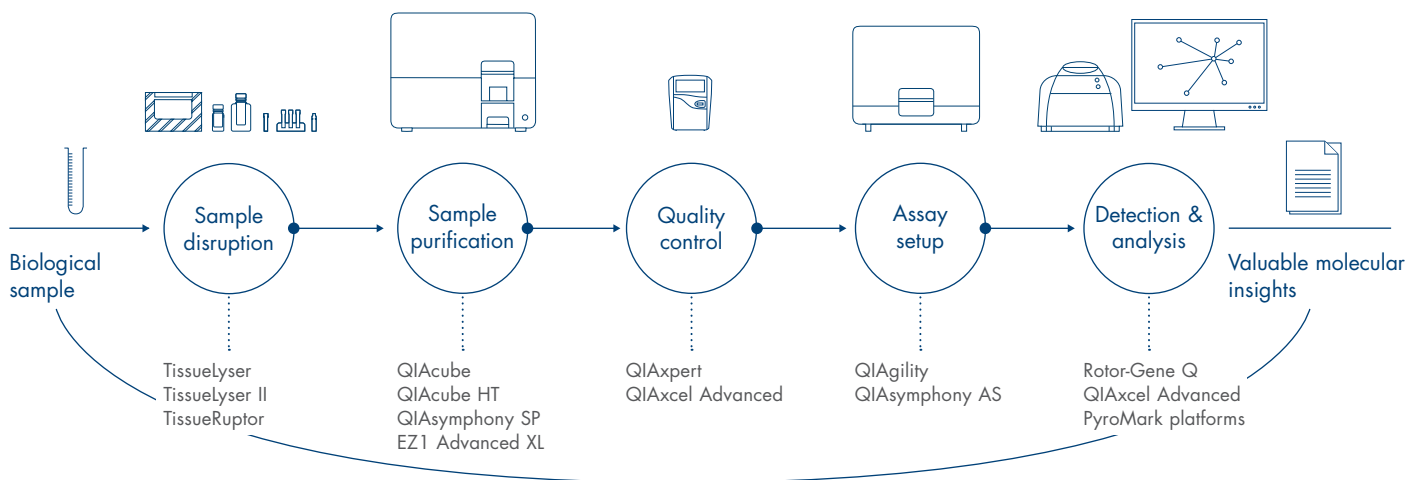 Sample
disruption
Sample
purification
Quality
control
Assay
setup
Detection &
analysis
Biological
sample
Valuable molecular
insights
TissueLyser
TissueLyser II
TissueRuptor
QIAcube
QIAcube HT
QIAsymphony SP
EZ1 Advanced XL
QIAxpert
QIAxcel Advanced
QIAgility
QIAsymphony AS
Rotor-Gene Q
QIAxcel Advanced
PyroMark platforms